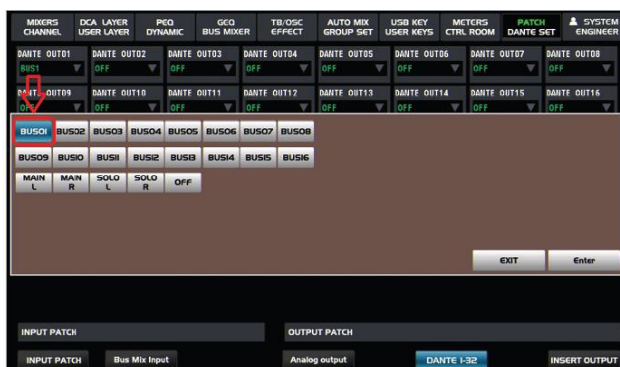 MIXERS DCA LAYER PEQ GEQ TB/OSC AUTO MIX USB KEY METERS PATCH SYSTEM
CHANNEL USER LAYER DYNAMIC BUS MIXER EFFECT GROUP SET USER KEYS CTRL ROOM DANTE SET ENGINEER
DANTE OUT01 DANTE OUT02 DANTE OUT03 DANTE OUT04 DANTE OUT05 DANTE OUT06 DANTE OUT07 DANTE OUT08
BUS1 OFF OFF OFF OFF OFF OFF OFF
DANTE OUT09 DANTE OUT10 DANTE OUT11 DANTE OUT12 DANTE OUT13 DANTE OUT14 DANTE OUT15 DANTE OUT16
OFF OFF OFF OFF OFF OFF OFF OFF
BUS01 BUS02 BUS03 BUS04 BUS05 BUS06 BUS07 BUS08
BUS09 BUS10 BUS11 BUS12 BUS13 BUS14 BUS15 BUS16
MAIN MAIN SOLO SOLO OFF
L R L R
EXIT Enter
INPUT PATCH OUTPUT PATCH
INPUT PATCH Bus Mix Input Analog output DANTE 1-32 INSERT OUTPUT